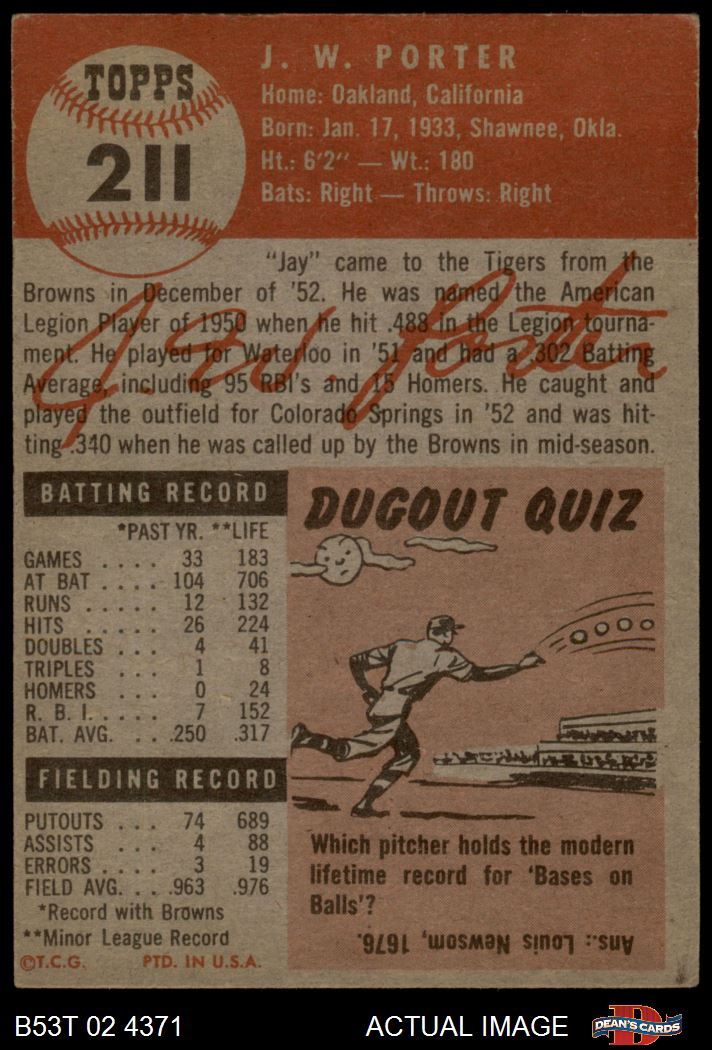 TOPPS
211
J. W. PORTER
Home: Oakland, California
Born: Jan. 17, 1933, Shawnee, Okla.
Ht.: 6'2" — Wt.: 180
Bats: Right — Throws: Right
"Jay" came to the Tigers from the
Browns in December of '52. He was named the American
Legion Player of 1950 when he hit .488 in the Legion tourna-
ment. He played for Waterloo in '51 and had a .302 Batting
Average, including 95 RBI's and 15 Homers. He caught and
played the outfield for Colorado Springs in '52 and was hit-
ting .340 when he was called up by the Browns in mid-season.
J. W. Porter
BATTING RECORD
*PAST YR. **LIFE
GAMES .... 33 183
AT BAT .... 104 706
RUNS ..... 12 132
HITS ..... 26 224
DOUBLES .. 4 41
TRIPLES ... 1 8
HOMERS ... 0 24
R. B. I. .... 7 152
BAT. AVG. ... .250 .317
FIELDING RECORD
PUTOUTS ... 74 689
ASSISTS ... 4 88
ERRORS .... 3 19
FIELD AVG. ... .963 .976
*Record with Browns
**Minor League Record
©T.C.G. PTD. IN U.S.A.
DUGOUT QUIZ
Which pitcher holds the modern
lifetime record for 'Bases on
Balls'?
Ans.: Louis Newsom, 1676.
B53T 02 4371 ACTUAL IMAGE
D
DEAN'S CARDS